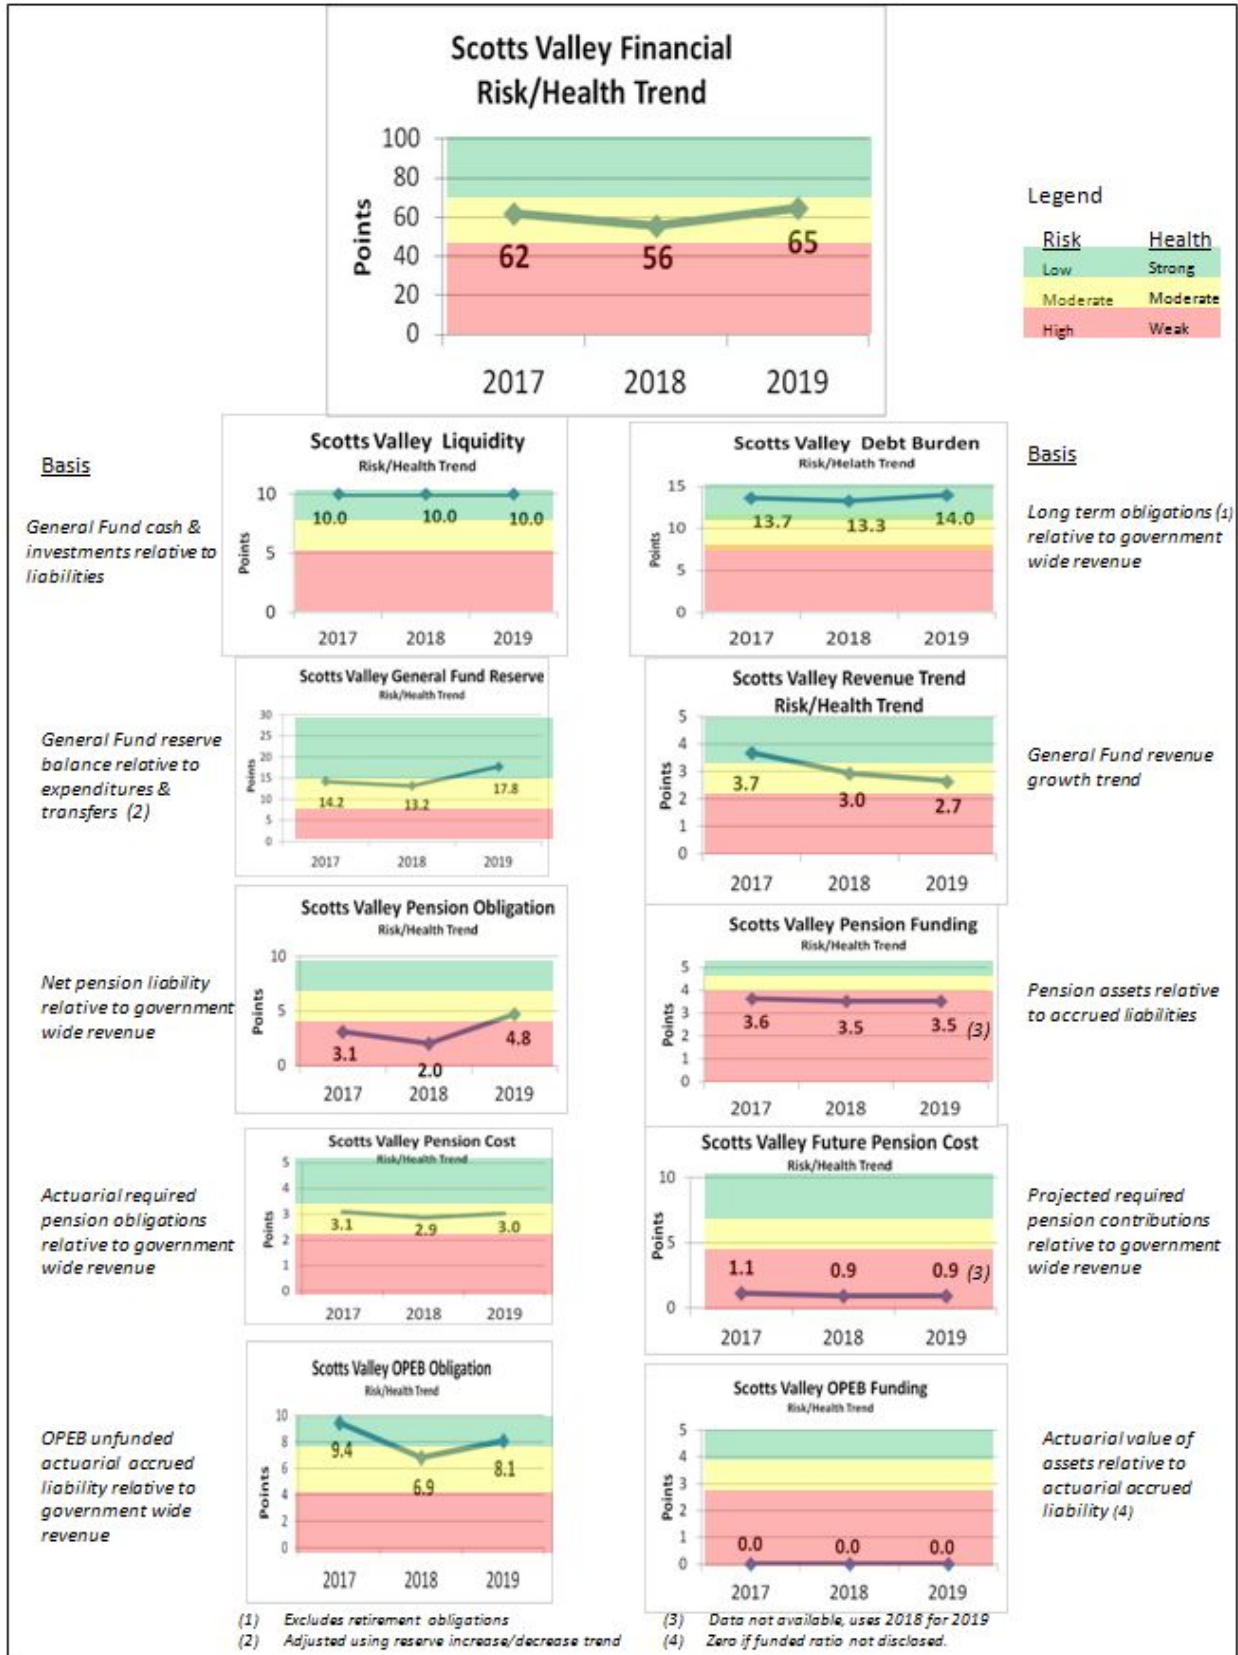 Scotts Valley Financial
Risk/Health Trend
100
80
60
40
20
0
Points
62
56
65
2017
2018
2019
Legend
Risk
Health
Low
Strong
Moderate
Moderate
High
Weak
Basis
General Fund cash &
investments relative to
liabilities
Scotts Valley Liquidity
Risk/Health Trend
10
5
0
Points
10.0
10.0
10.0
2017
2018
2019
Scotts Valley Debt Burden
Risk/Helath Trend
15
10
5
0
Points
13.7
13.3
14.0
2017
2018
2019
Basis
Long term obligations (1)
relative to government
wide revenue
General Fund reserve
balance relative to
expenditures &
transfers (2)
Scotts Valley General Fund Reserve
Risk/Health Trend
30
25
20
15
10
5
0
Points
14.2
13.2
17.8
2017
2018
2019
Scotts Valley Revenue Trend
Risk/Health Trend
5
4
3
2
1
0
Points
3.7
3.0
2.7
2017
2018
2019
General Fund revenue
growth trend
Net pension liability
relative to government
wide revenue
Scotts Valley Pension Obligation
Risk/Health Trend
10
5
0
Points
3.1
2.0
4.8
2017
2018
2019
Scotts Valley Pension Funding
Risk/Health Trend
5
4
3
2
1
0
Points
3.6
3.5
3.5 (3)
2017
2018
2019
Pension assets relative
to accrued liabilities
Actuarial required
pension obligations
relative to government
wide revenue
Scotts Valley Pension Cost
Risk/Health Trend
5
4
3
2
1
0
Points
3.1
2.9
3.0
2017
2018
2019
Scotts Valley Future Pension Cost
Risk/Health Trend
10
5
0
Points
1.1
0.9
0.9 (3)
2017
2018
2019
Projected required
pension contributions
relative to government
wide revenue
OPEB unfunded
actuarial accrued
liability relative to
government wide
revenue
Scotts Valley OPEB Obligation
Risk/Health Trend
10
8
6
4
2
0
Points
9.4
6.9
8.1
2017
2018
2019
Scotts Valley OPEB Funding
Risk/Health Trend
5
4
3
2
1
0
Points
0.0
0.0
0.0
2017
2018
2019
Actuarial value of
assets relative to
actuarial accrued
liability (4)
(1) Excludes retirement obligations
(2) Adjusted using reserve increase/decrease trend
(3) Data not available, uses 2018 for 2019
(4) Zero if funded ratio not disclosed.